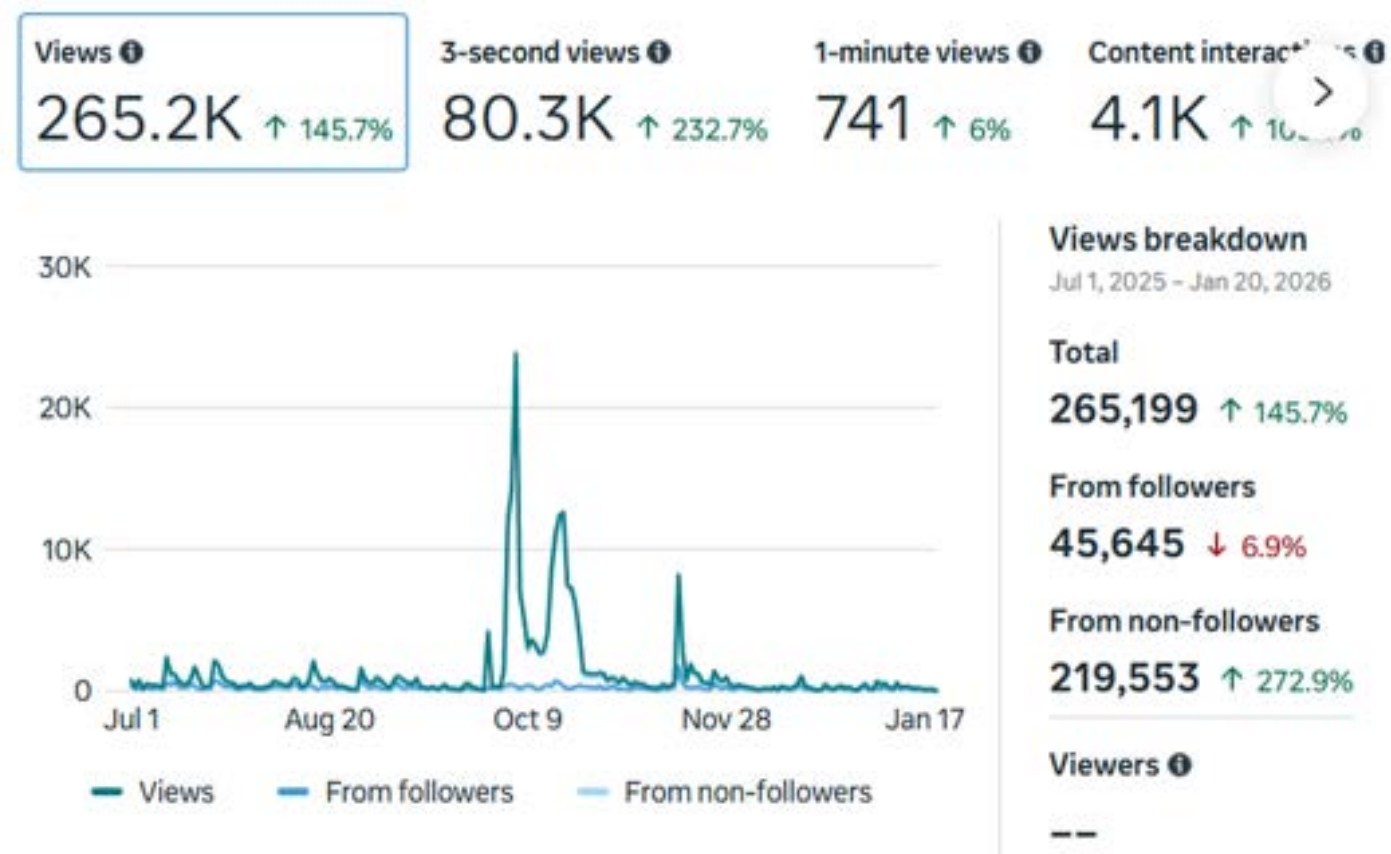 Views
3-second views
1-minute views
Content
265.2K ↑ 145.7%
80.3K ↑ 232.7%
741 ↑ 6%
4.1K ↑
30K
20K
10K
0
Jul 1 Aug 20 Oct 9 Nov 28 Jan 17
Views From followers From non-followers
Views breakdown
Jul 1, 2025 – Jan 20, 2026
Total
265,199 ↑ 145.7%
From followers
45,645 ↓ 6.9%
From non-followers
219,553 ↑ 272.9%
Viewers
--